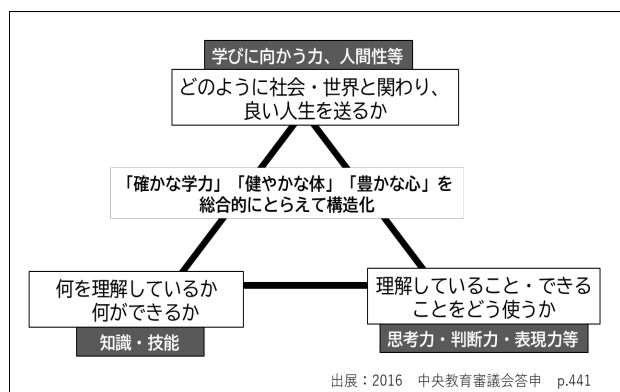 学びに向かう力、人間性等
どのように社会・世界と関わり、
良い人生を送るか
「確かな学力」「健やかな体」「豊かな心」を
総合的にとらえて構造化
何を理解しているか
何ができるか
知識・技能
理解していること・できる
ことをどう使うか
思考力・判断力・表現力等
出展：2016　中央教育審議会答申　p.441